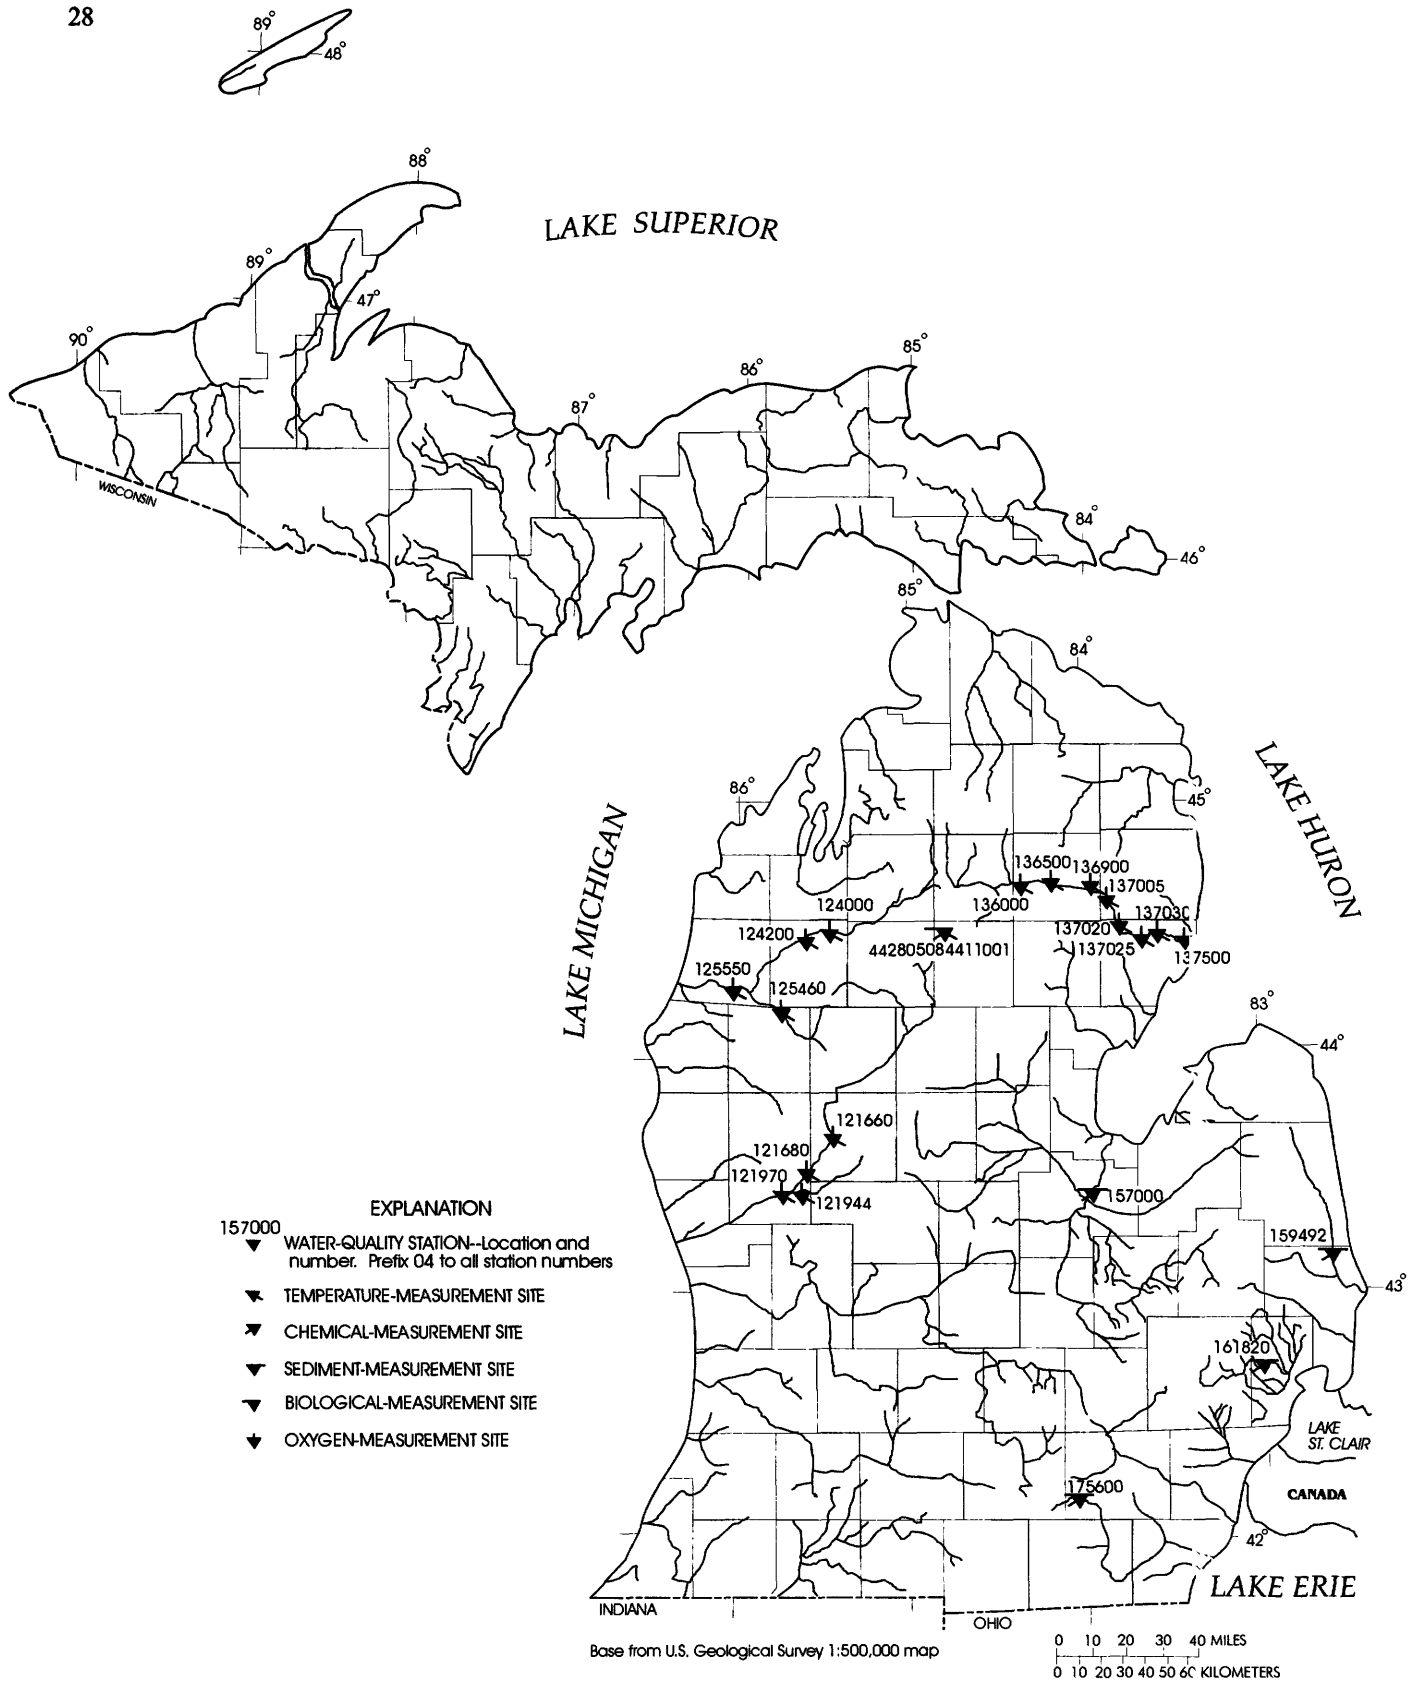 28
89°
48°
88°
LAKE SUPERIOR
89°
47°
90°
85°
86°
87°
WISCONSIN
84°
46°
85°
84°
LAKE HURON
45°
86°
LAKE MICHIGAN
136500 136900
137005
124000
136000
137030
124200
137020
442805084411001
137025
137500
125550
125460
83°
44°
121660
121680
121970
157000
121944
159492
43°
161820
LAKE
ST. CLAIR
175600
CANADA
42°
LAKE ERIE
INDIANA
OHIO
EXPLANATION
157000
WATER-QUALITY STATION--Location and
number. Prefix 04 to all station numbers
TEMPERATURE-MEASUREMENT SITE
CHEMICAL-MEASUREMENT SITE
SEDIMENT-MEASUREMENT SITE
BIOLOGICAL-MEASUREMENT SITE
OXYGEN-MEASUREMENT SITE
Base from U.S. Geological Survey 1:500,000 map
0 10 20 30 40 MILES
0 10 20 30 40 50 60 KILOMETERS